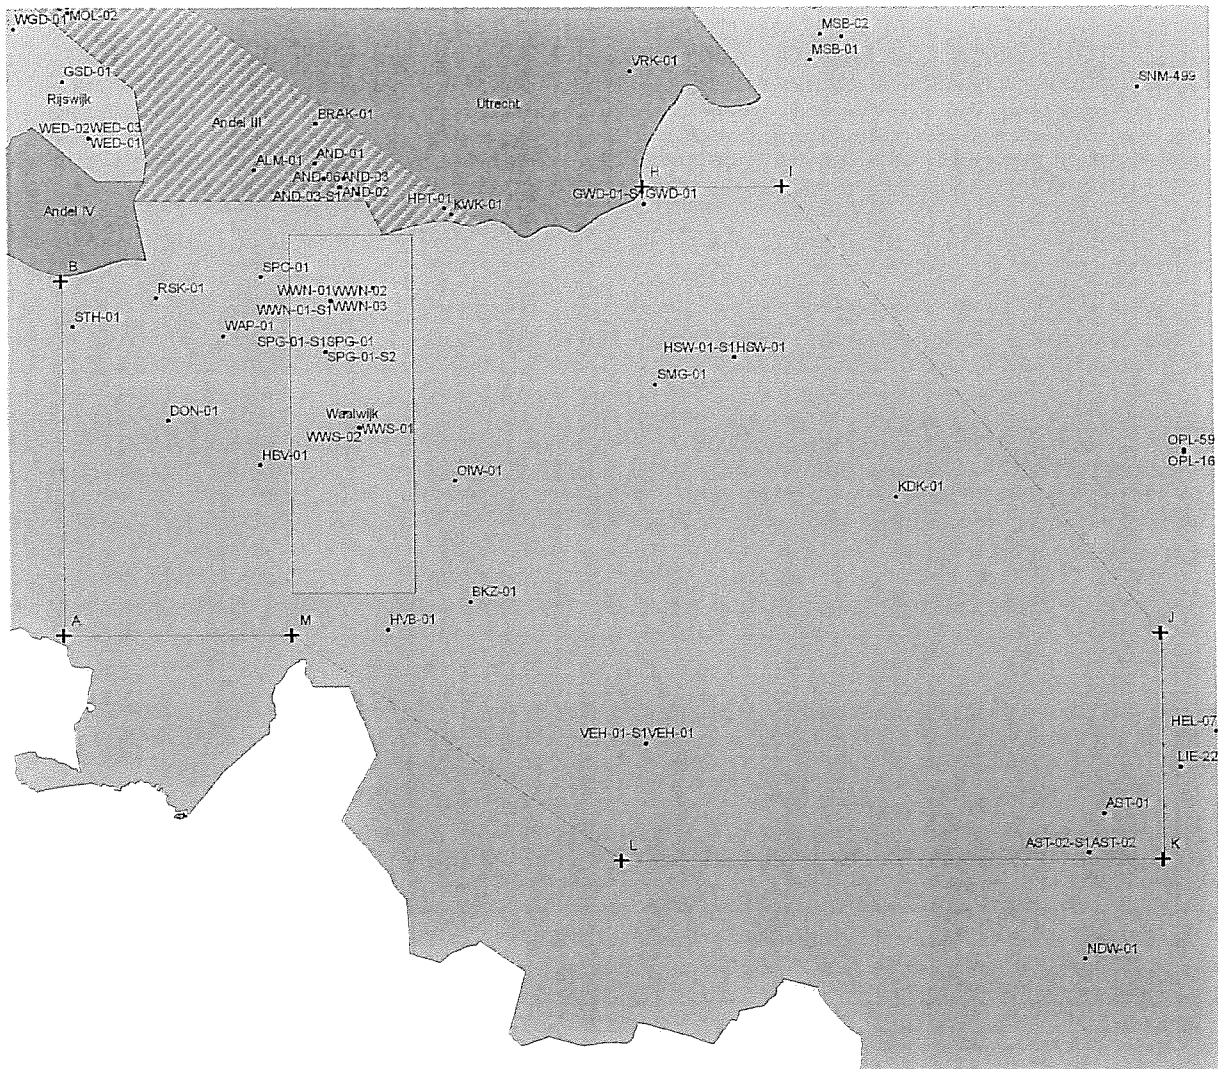 WGD-01
MOL-02
MSB-02
MSB-01
GSD-01
VRK-01
SNM-499
Rijswijk
Utrecht
BRAK-01
Andel III
WED-02WED-03
WED-01
ALM-01
AND-01
AND-06AND-03
AND-03-S1AND-02
H
I
GWD-01-S1GWD-01
HPT-01
KWK-01
Andel IV
B
SPC-01
RSK-01
WWN-01WWN-02
WWN-01-S1WWN-03
STH-01
WAP-01
SPG-01-S1SPG-01
SPG-01-S2
HSW-01-S1HSW-01
SMG-01
DON-01
Waalwijk
WWS-01
WWS-02
HBV-01
OIW-01
OPL-59
OPL-16
KDK-01
BKZ-01
A
M
HVB-01
J
VEH-01-S1VEH-01
HEL-07
LIE-22
AST-01
AST-02-S1AST-02
L
K
NDW-01